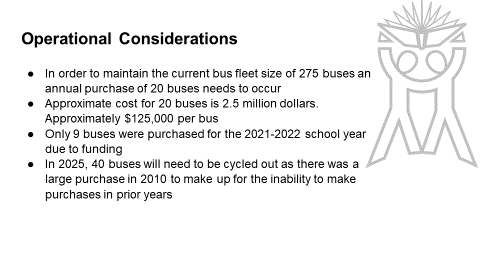 Operational Considerations
● In order to maintain the current bus fleet size of 275 buses an
annual purchase of 20 buses needs to occur
● Approximate cost for 20 buses is 2.5 million dollars.
Approximately $125,000 per bus
● Only 9 buses were purchased for the 2021-2022 school year
due to funding
● In 2025, 40 buses will need to be cycled out as there was a
large purchase in 2010 to make up for the inability to make
purchases in prior years